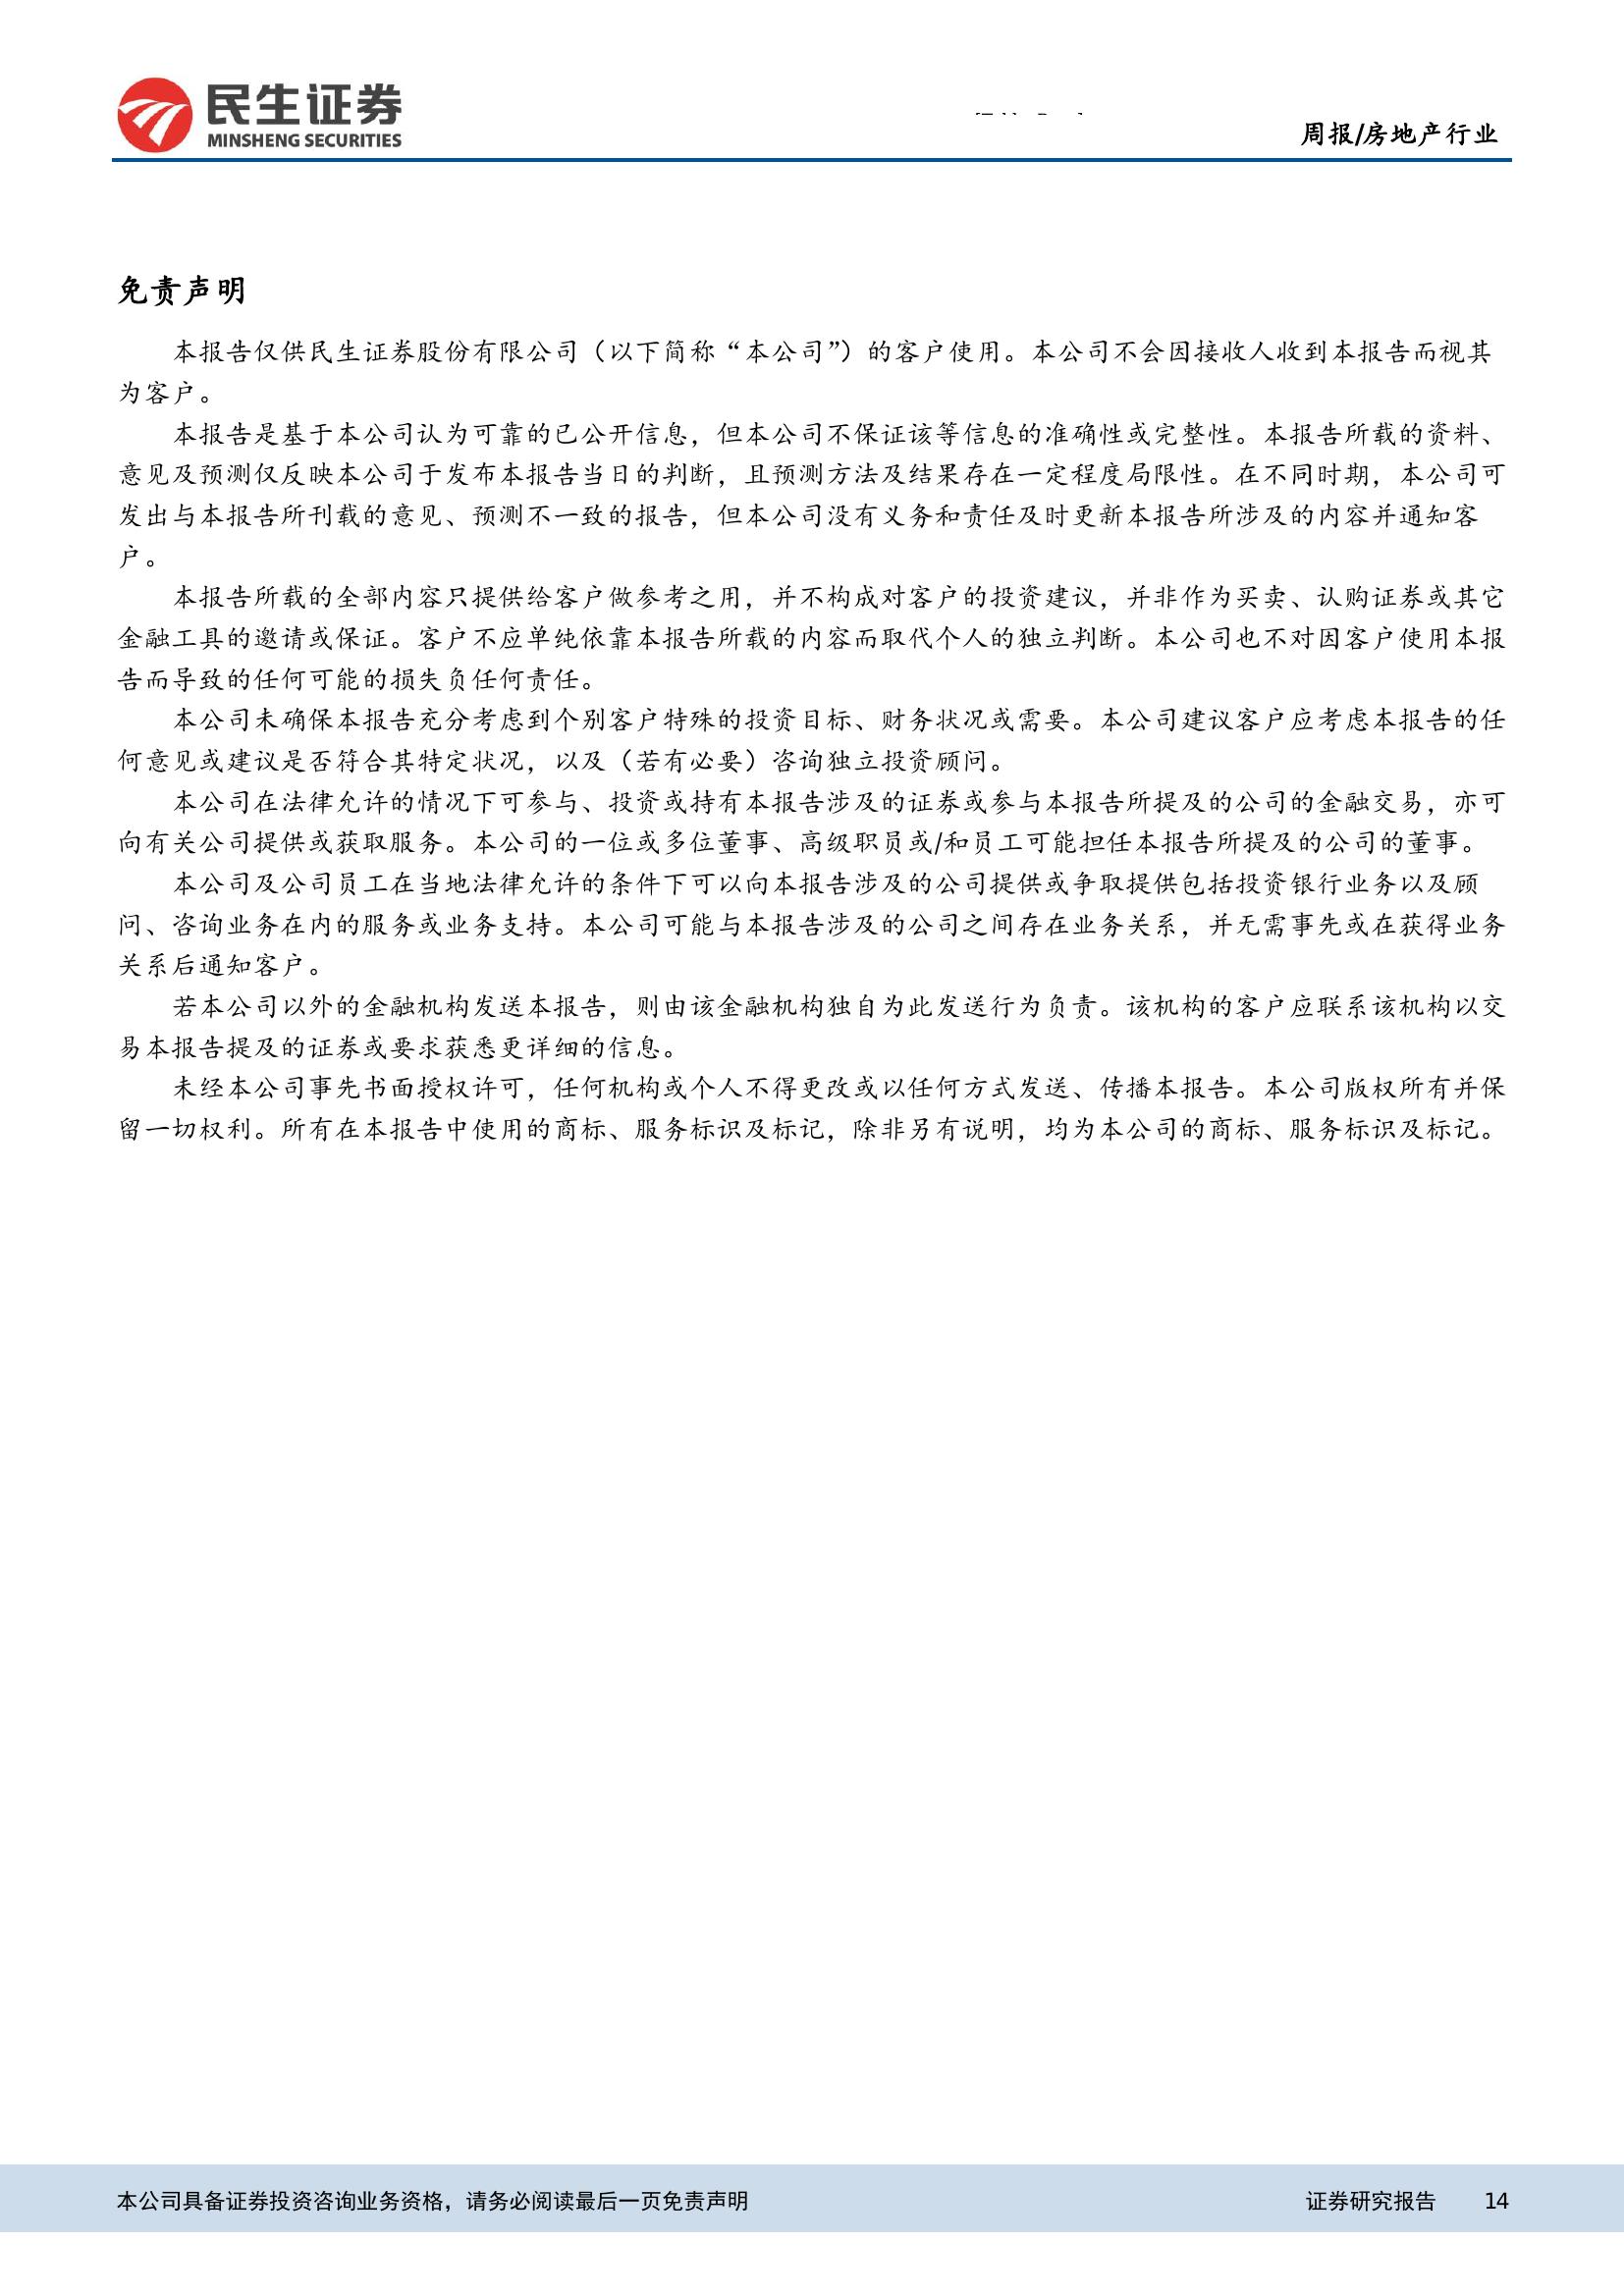 民生证券
MINSHENG SECURITIES
周报/房地产行业
免责声明
本报告仅供民生证券股份有限公司（以下简称“本公司”）的客户使用。本公司不会因接收人收到本报告而视其
为客户。
本报告是基于本公司认为可靠的已公开信息，但本公司不保证该等信息的准确性或完整性。本报告所载的资料、
意见及预测仅反映本公司于发布本报告当日的判断，且预测方法及结果存在一定程度局限性。在不同时期，本公司可
发出与本报告所刊载的意见、预测不一致的报告，但本公司没有义务和责任及时更新本报告所涉及的内容并通知客
户。
本报告所载的全部内容只提供给客户做参考之用，并不构成对客户的投资建议，并非作为买卖、认购证券或其它
金融工具的邀请或保证。客户不应单纯依靠本报告所载的内容而取代个人的独立判断。本公司也不对因客户使用本报
告而导致的任何可能的损失负任何责任。
本公司未确保本报告充分考虑到个别客户特殊的投资目标、财务状况或需要。本公司建议客户应考虑本报告的任
何意见或建议是否符合其特定状况，以及（若有必要）咨询独立投资顾问。
本公司在法律允许的情况下可参与、投资或持有本报告涉及的证券或参与本报告所提及的公司的金融交易，亦可
向有关公司提供或获取服务。本公司的一位或多位董事、高级职员或/和员工可能担任本报告所提及的公司的董事。
本公司及公司员工在当地法律允许的条件下可以向本报告涉及的公司提供或争取提供包括投资银行业务以及顾
问、咨询业务在内的服务或业务支持。本公司可能与本报告涉及的公司之间存在业务关系，并无需事先或在获得业务
关系后通知客户。
若本公司以外的金融机构发送本报告，则由该金融机构独自为此发送行为负责。该机构的客户应联系该机构以交
易本报告提及的证券或要求获悉更详细的信息。
未经本公司事先书面授权许可，任何机构或个人不得更改或以任何方式发送、传播本报告。本公司版权所有并保
留一切权利。所有在本报告中使用的商标、服务标识及标记，除非另有说明，均为本公司的商标、服务标识及标记。
本公司具备证券投资咨询业务资格，请务必阅读最后一页免责声明
证券研究报告 14